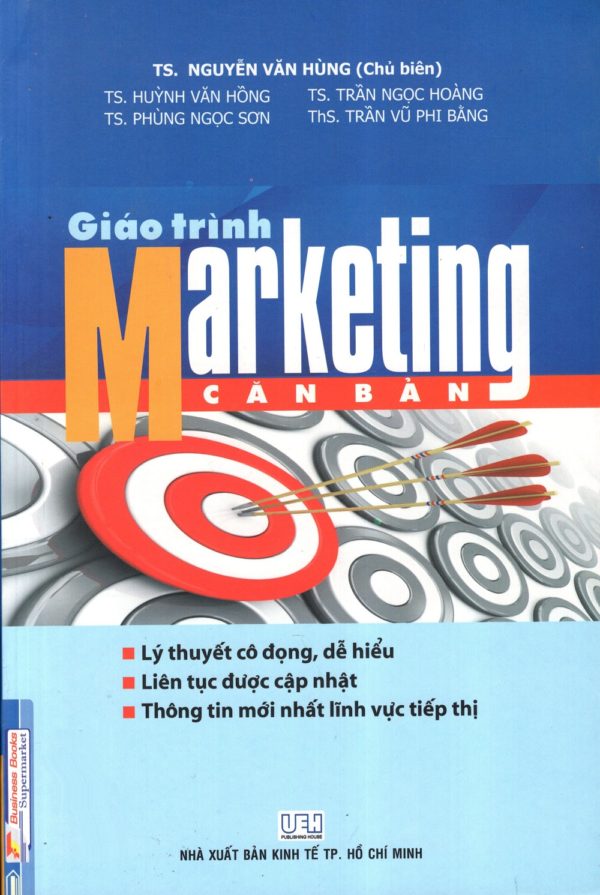 TS. NGUYỄN VĂN HÙNG (Chủ biên)
TS. HUỲNH VĂN HỒNG TS. TRẦN NGỌC HOÀNG
TS. PHÙNG NGỌC SƠN ThS. TRẦN VŨ PHI BẰNG
Giáo trình
Marketing
CĂN BẢN
Lý thuyết cô đọng, dễ hiểu
Liên tục được cập nhật
Thông tin mới nhất lĩnh vực tiếp thị
Business Books
Supermarket
UEH
PUBLISHING HOUSE
NHÀ XUẤT BẢN KINH TẾ TP. HỒ CHÍ MINH